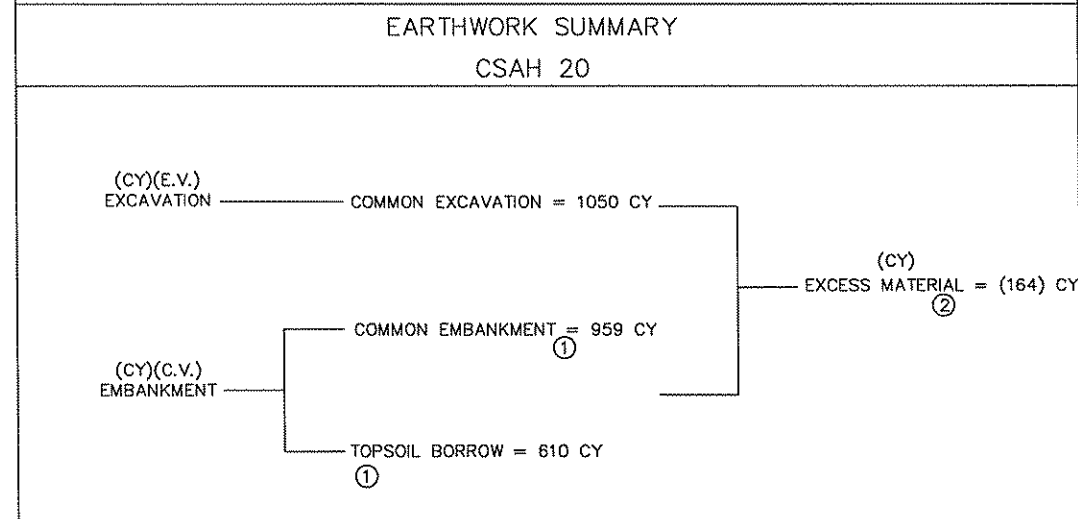 EARTHWORK SUMMARY
CSAH 20
(CY)(E.V.)
EXCAVATION
COMMON EXCAVATION = 1050 CY
(CY)
EXCESS MATERIAL = (164) CY
②
COMMON EMBANKMENT = 959 CY
①
(CY)(C.V.)
EMBANKMENT
TOPSOIL BORROW = 610 CY
①